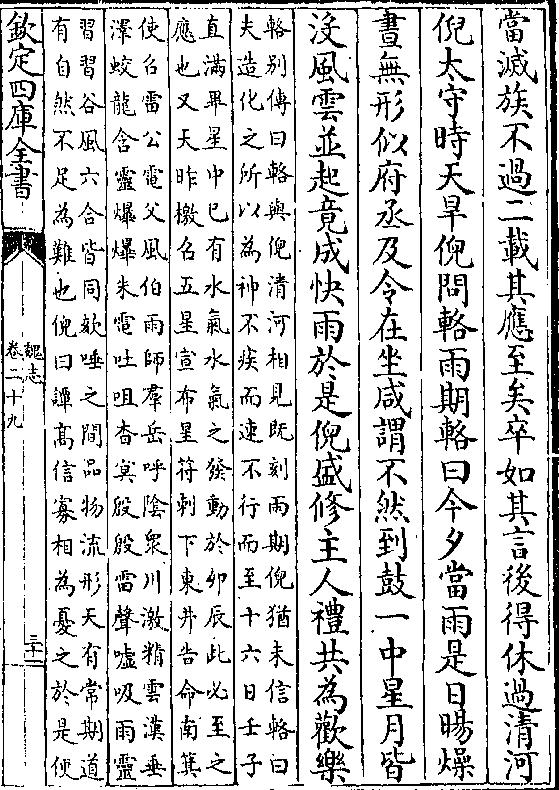 當滅族不過二載其應至矣卒如其言後得休過清河
倪太守時天旱倪問輅雨期輅曰今夕當雨是日暘燥
晝無形似府丞及令在坐咸謂不然到鼓一中星月皆
沒風雲並起竟成快雨於是倪盛修主人禮共為歡樂
輅别傳曰輅與倪清河相見既刻雨期倪猶未信輅曰
夫造化之所以為神不疾而速不行而至十六日壬子
直滿畢星中已有水氣水氣之發動於卯辰此必至之
應也又天昨檄召五星宣布星符刺下東井告命南箕
使召雷公電父風伯雨師羣岳呼陰衆川激精雲漢垂
澤蛟龍含靈爆爆朱電吐咀杳冥殷殷雷聲嘘吸雨靈
習習谷風六合皆同欬唾之間品物流形天有常期道
有自然不足為難也倪曰譚髙信寡相為憂之於是便
欽定四庫全書
魏志
卷二十九
三十二